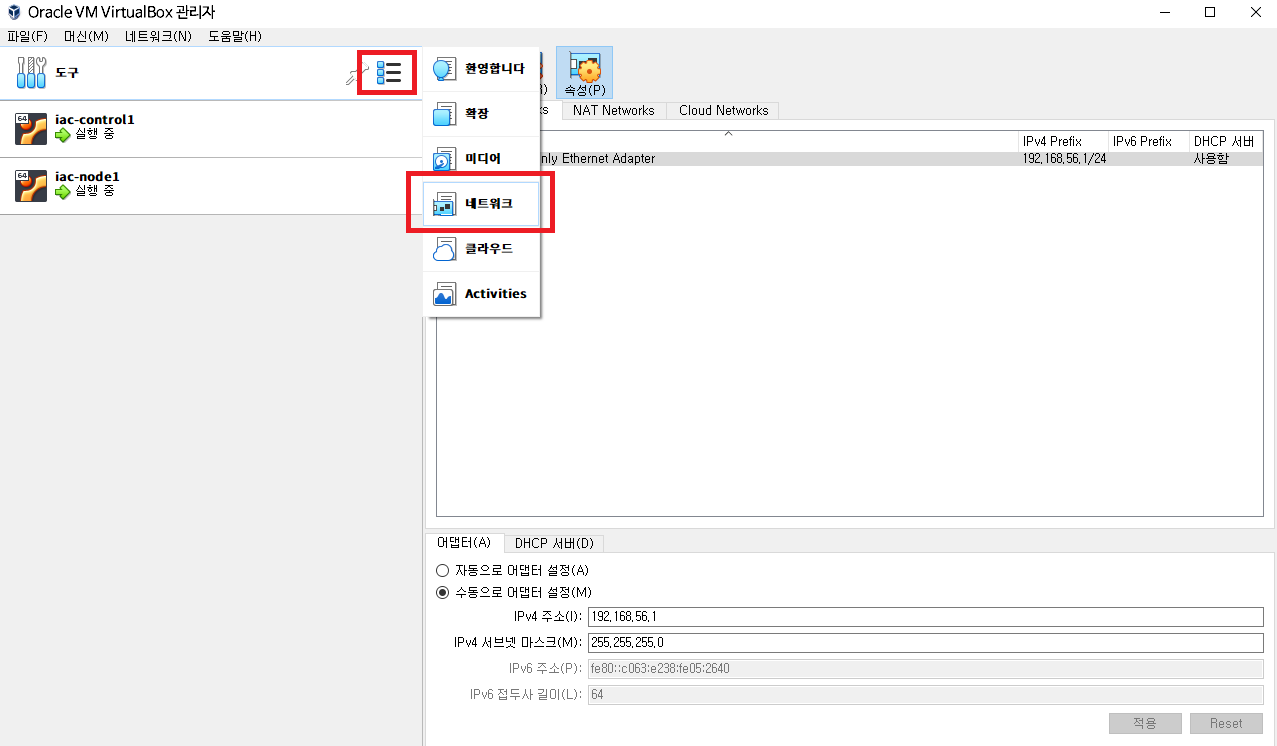 Oracle VM VirtualBox 관리자
파일(F) 머신(M) 네트워크(N) 도움말(H)
도구
환영합니다
확장
미디어
네트워크
클라우드
Activities
속성(P)
NAT Networks
Cloud Networks
64
iac-control1
실행 중
64
iac-node1
실행 중
IPv4 Prefix IPv6 Prefix DHCP 서버
nly Ethernet Adapter 192.168.56.1/24 사용함
어댑터(A) DHCP 서버(D)
자동으로 어댑터 설정(A)
수동으로 어댑터 설정(M)
IPv4 주소(I): 192.168.56.1
IPv4 서브넷 마스크(M): 255.255.255.0
IPv6 주소(P): fe80::c063:e238:fe05:2640
IPv6 접두사 길이(L): 64
적용 Reset